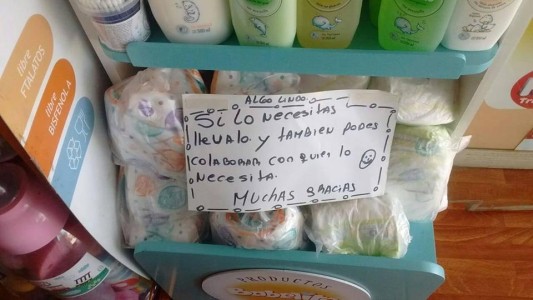 libre
FTALATOS
libre
BISFENOL A
ALGO LINDO
Si lo necesitas
llevalo. y tambien podes
colaborar con quien lo
necesita.
MUCHAS GRACIAS
PRODUCTOS